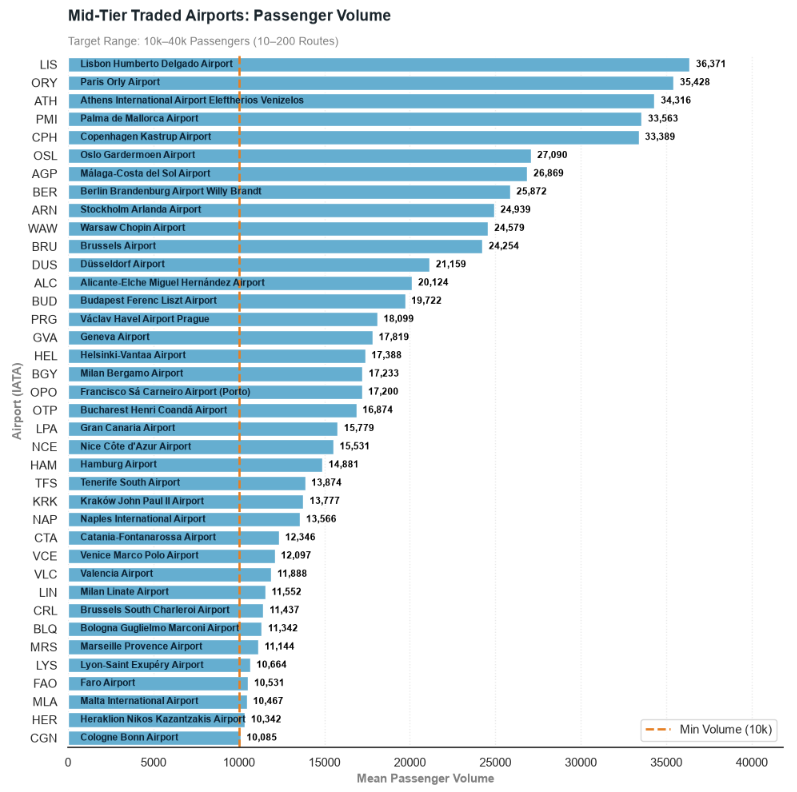 Mid-Tier Traded Airports: Passenger Volume
Target Range: 10k–40k Passengers (10–200 Routes)
LIS Lisbon Humberto Delgado Airport 36,371
ORY Paris Orly Airport 35,428
ATH Athens International Airport Eleftherios Venizelos 34,316
PMI Palma de Mallorca Airport 33,563
CPH Copenhagen Kastrup Airport 33,389
OSL Oslo Gardermoen Airport 27,090
AGP Málaga-Costa del Sol Airport 26,869
BER Berlin Brandenburg Airport Willy Brandt 25,872
ARN Stockholm Arlanda Airport 24,939
WAW Warsaw Chopin Airport 24,579
BRU Brussels Airport 24,254
DUS Düsseldorf Airport 21,159
ALC Alicante-Elche Miguel Hernández Airport 20,124
BUD Budapest Ferenc Liszt Airport 19,722
PRG Václav Havel Airport Prague 18,099
GVA Geneva Airport 17,819
HEL Helsinki-Vantaa Airport 17,388
BGY Milan Bergamo Airport 17,233
OPO Francisco Sá Carneiro Airport (Porto) 17,200
OTP Bucharest Henri Coandă Airport 16,874
LPA Gran Canaria Airport 15,779
NCE Nice Côte d'Azur Airport 15,531
HAM Hamburg Airport 14,881
TFS Tenerife South Airport 13,874
KRK Kraków John Paul II Airport 13,777
NAP Naples International Airport 13,566
CTA Catania-Fontanarossa Airport 12,346
VCE Venice Marco Polo Airport 12,097
VLC Valencia Airport 11,888
LIN Milan Linate Airport 11,552
CRL Brussels South Charleroi Airport 11,437
BLQ Bologna Guglielmo Marconi Airport 11,342
MRS Marseille Provence Airport 11,144
LYS Lyon-Saint Exupéry Airport 10,664
FAO Faro Airport 10,531
MLA Malta International Airport 10,467
HER Heraklion Nikos Kazantzakis Airport 10,342
CGN Cologne Bonn Airport 10,085
Airport (IATA)
Min Volume (10k)
0 5000 10000 15000 20000 25000 30000 35000 40000
Mean Passenger Volume